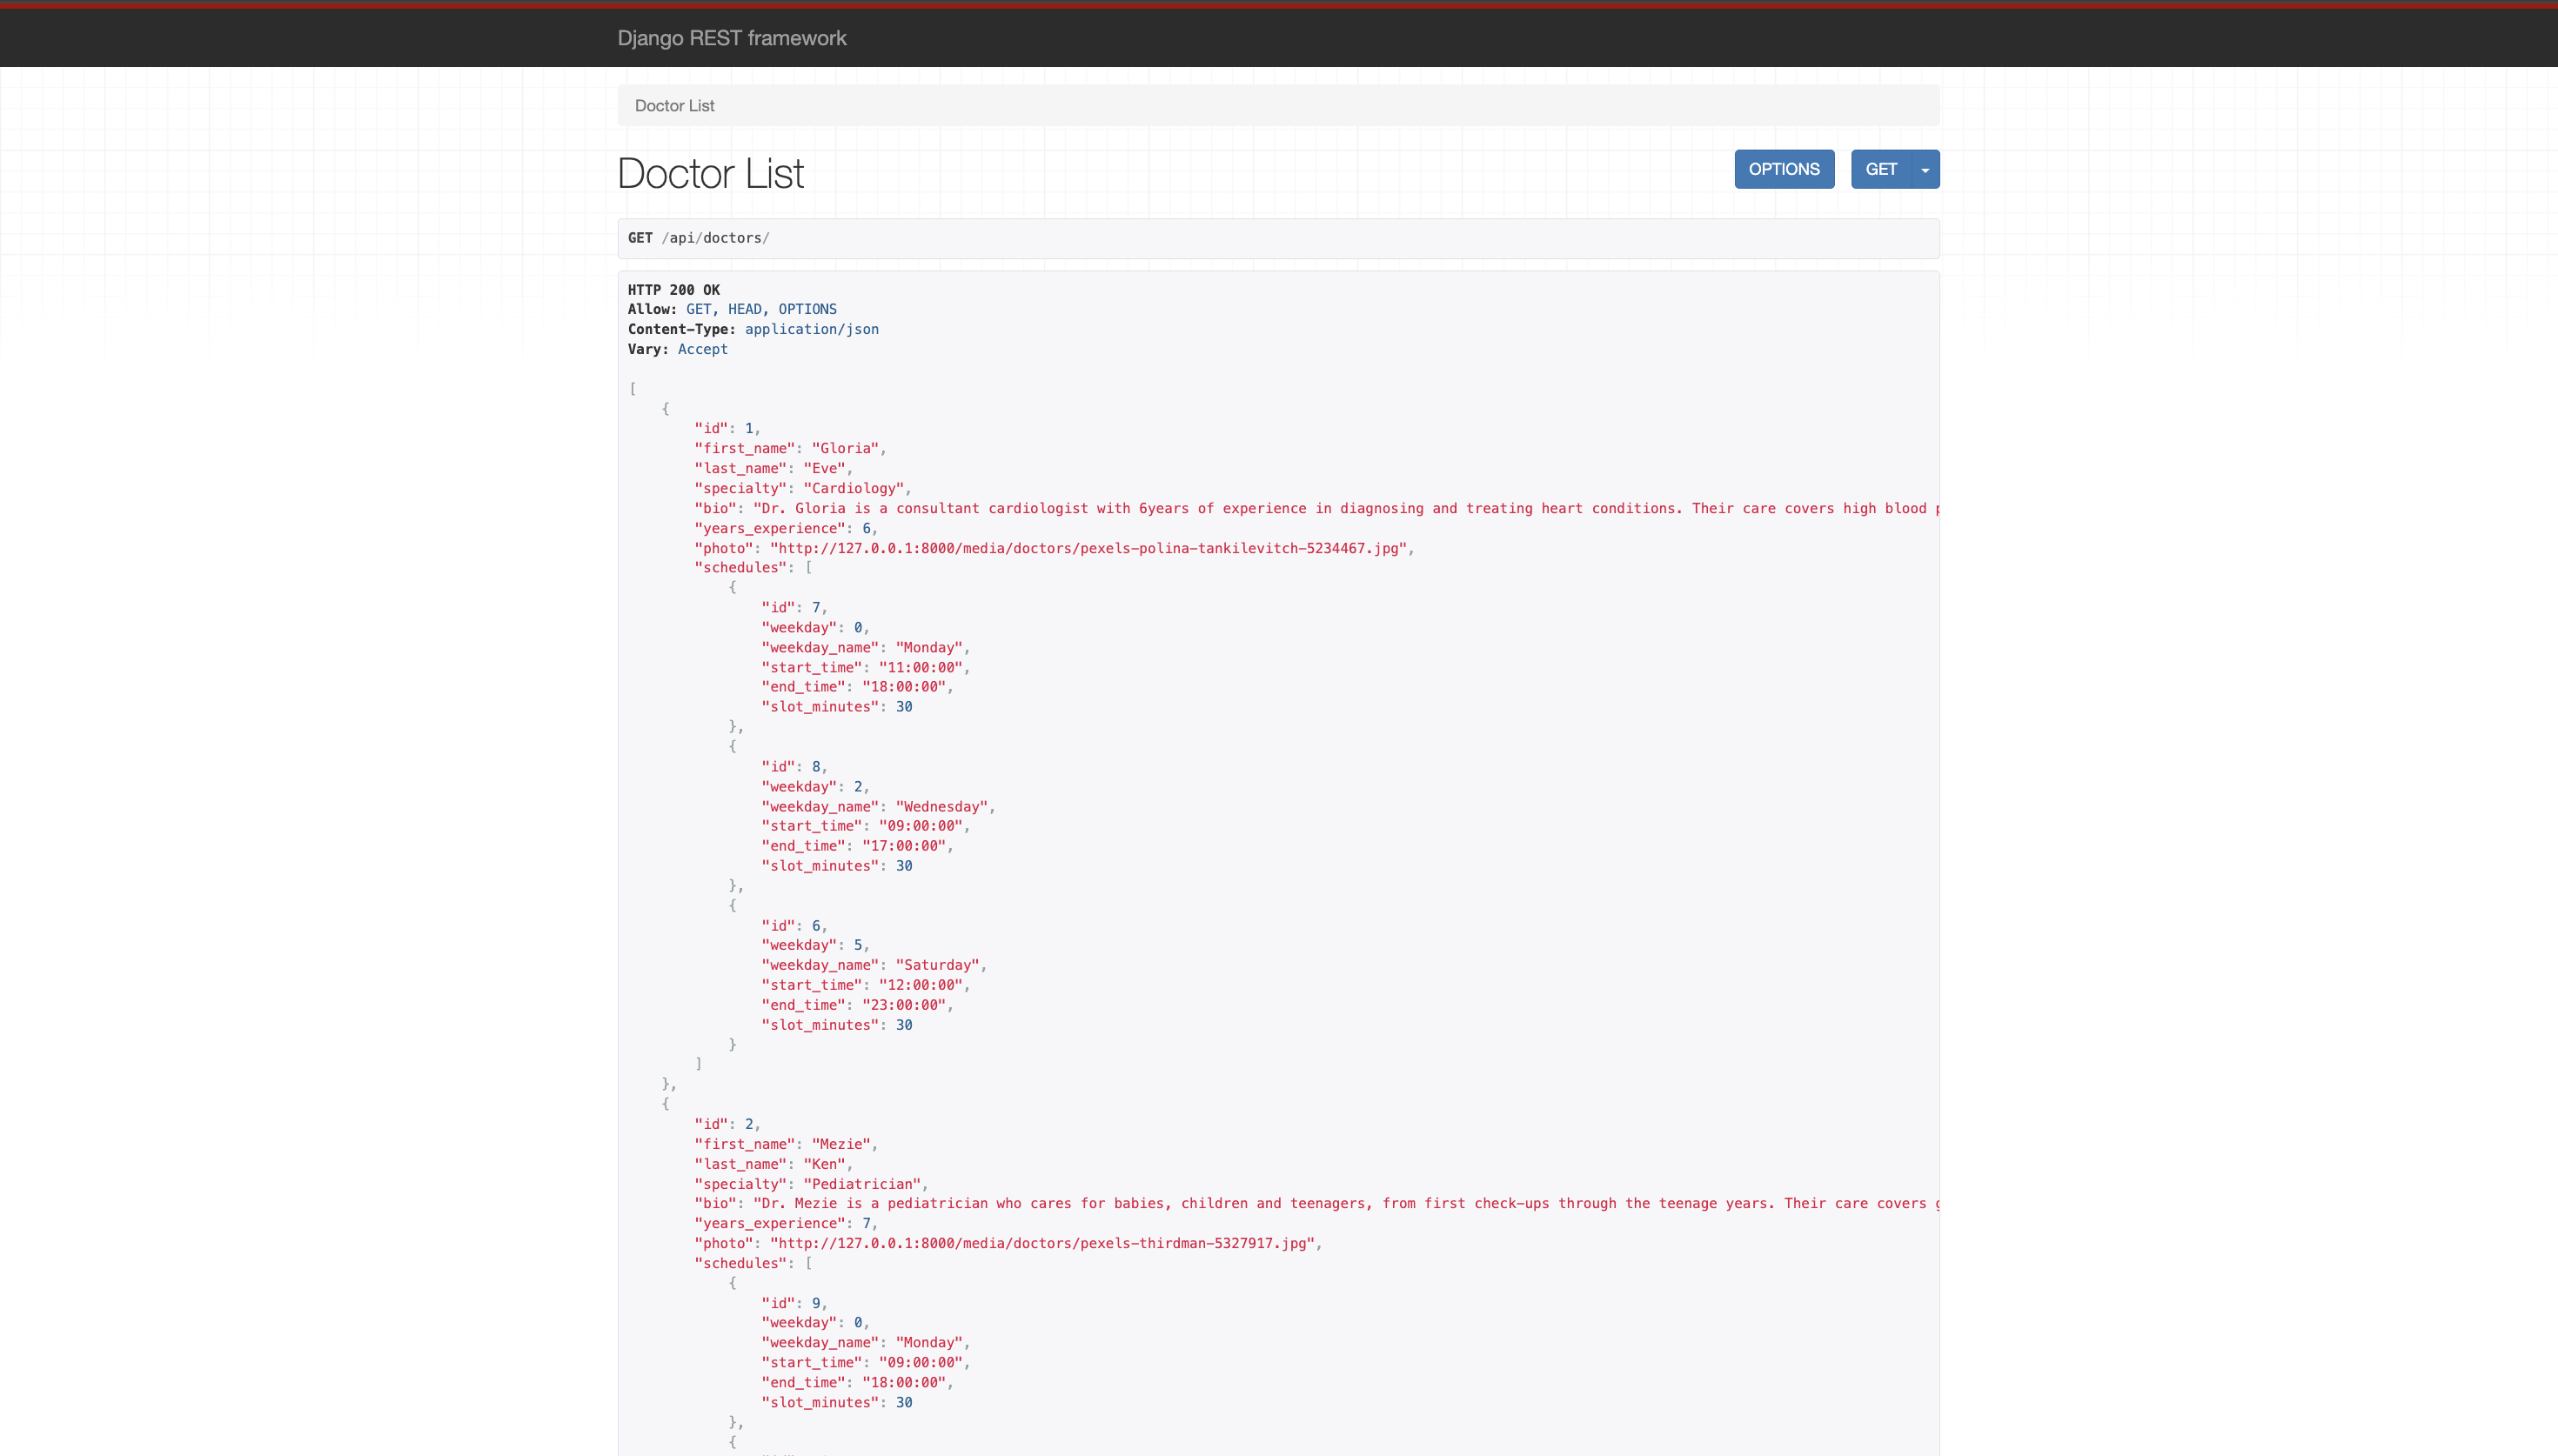 Django REST framework
Doctor List
Doctor List
OPTIONS GET
GET /api/doctors/
HTTP 200 OK
Allow: GET, HEAD, OPTIONS
Content-Type: application/json
Vary: Accept
[
    {
        "id": 1,
        "first_name": "Gloria",
        "last_name": "Eve",
        "specialty": "Cardiology",
        "bio": "Dr. Gloria is a consultant cardiologist with 6years of experience in diagnosing and treating heart conditions. Their care covers high blood
        "years_experience": 6,
        "photo": "http://127.0.0.1:8000/media/doctors/pexels-polina-tankilevitch-5234467.jpg",
        "schedules": [
            {
                "id": 7,
                "weekday": 0,
                "weekday_name": "Monday",
                "start_time": "11:00:00",
                "end_time": "18:00:00",
                "slot_minutes": 30
            },
            {
                "id": 8,
                "weekday": 2,
                "weekday_name": "Wednesday",
                "start_time": "09:00:00",
                "end_time": "17:00:00",
                "slot_minutes": 30
            },
            {
                "id": 6,
                "weekday": 5,
                "weekday_name": "Saturday",
                "start_time": "12:00:00",
                "end_time": "23:00:00",
                "slot_minutes": 30
            }
        ]
    },
    {
        "id": 2,
        "first_name": "Mezie",
        "last_name": "Ken",
        "specialty": "Pediatrician",
        "bio": "Dr. Mezie is a pediatrician who cares for babies, children and teenagers, from first check-ups through the teenage years. Their care covers
        "years_experience": 7,
        "photo": "http://127.0.0.1:8000/media/doctors/pexels-thirdman-5327917.jpg",
        "schedules": [
            {
                "id": 9,
                "weekday": 0,
                "weekday_name": "Monday",
                "start_time": "09:00:00",
                "end_time": "18:00:00",
                "slot_minutes": 30
            },
            {